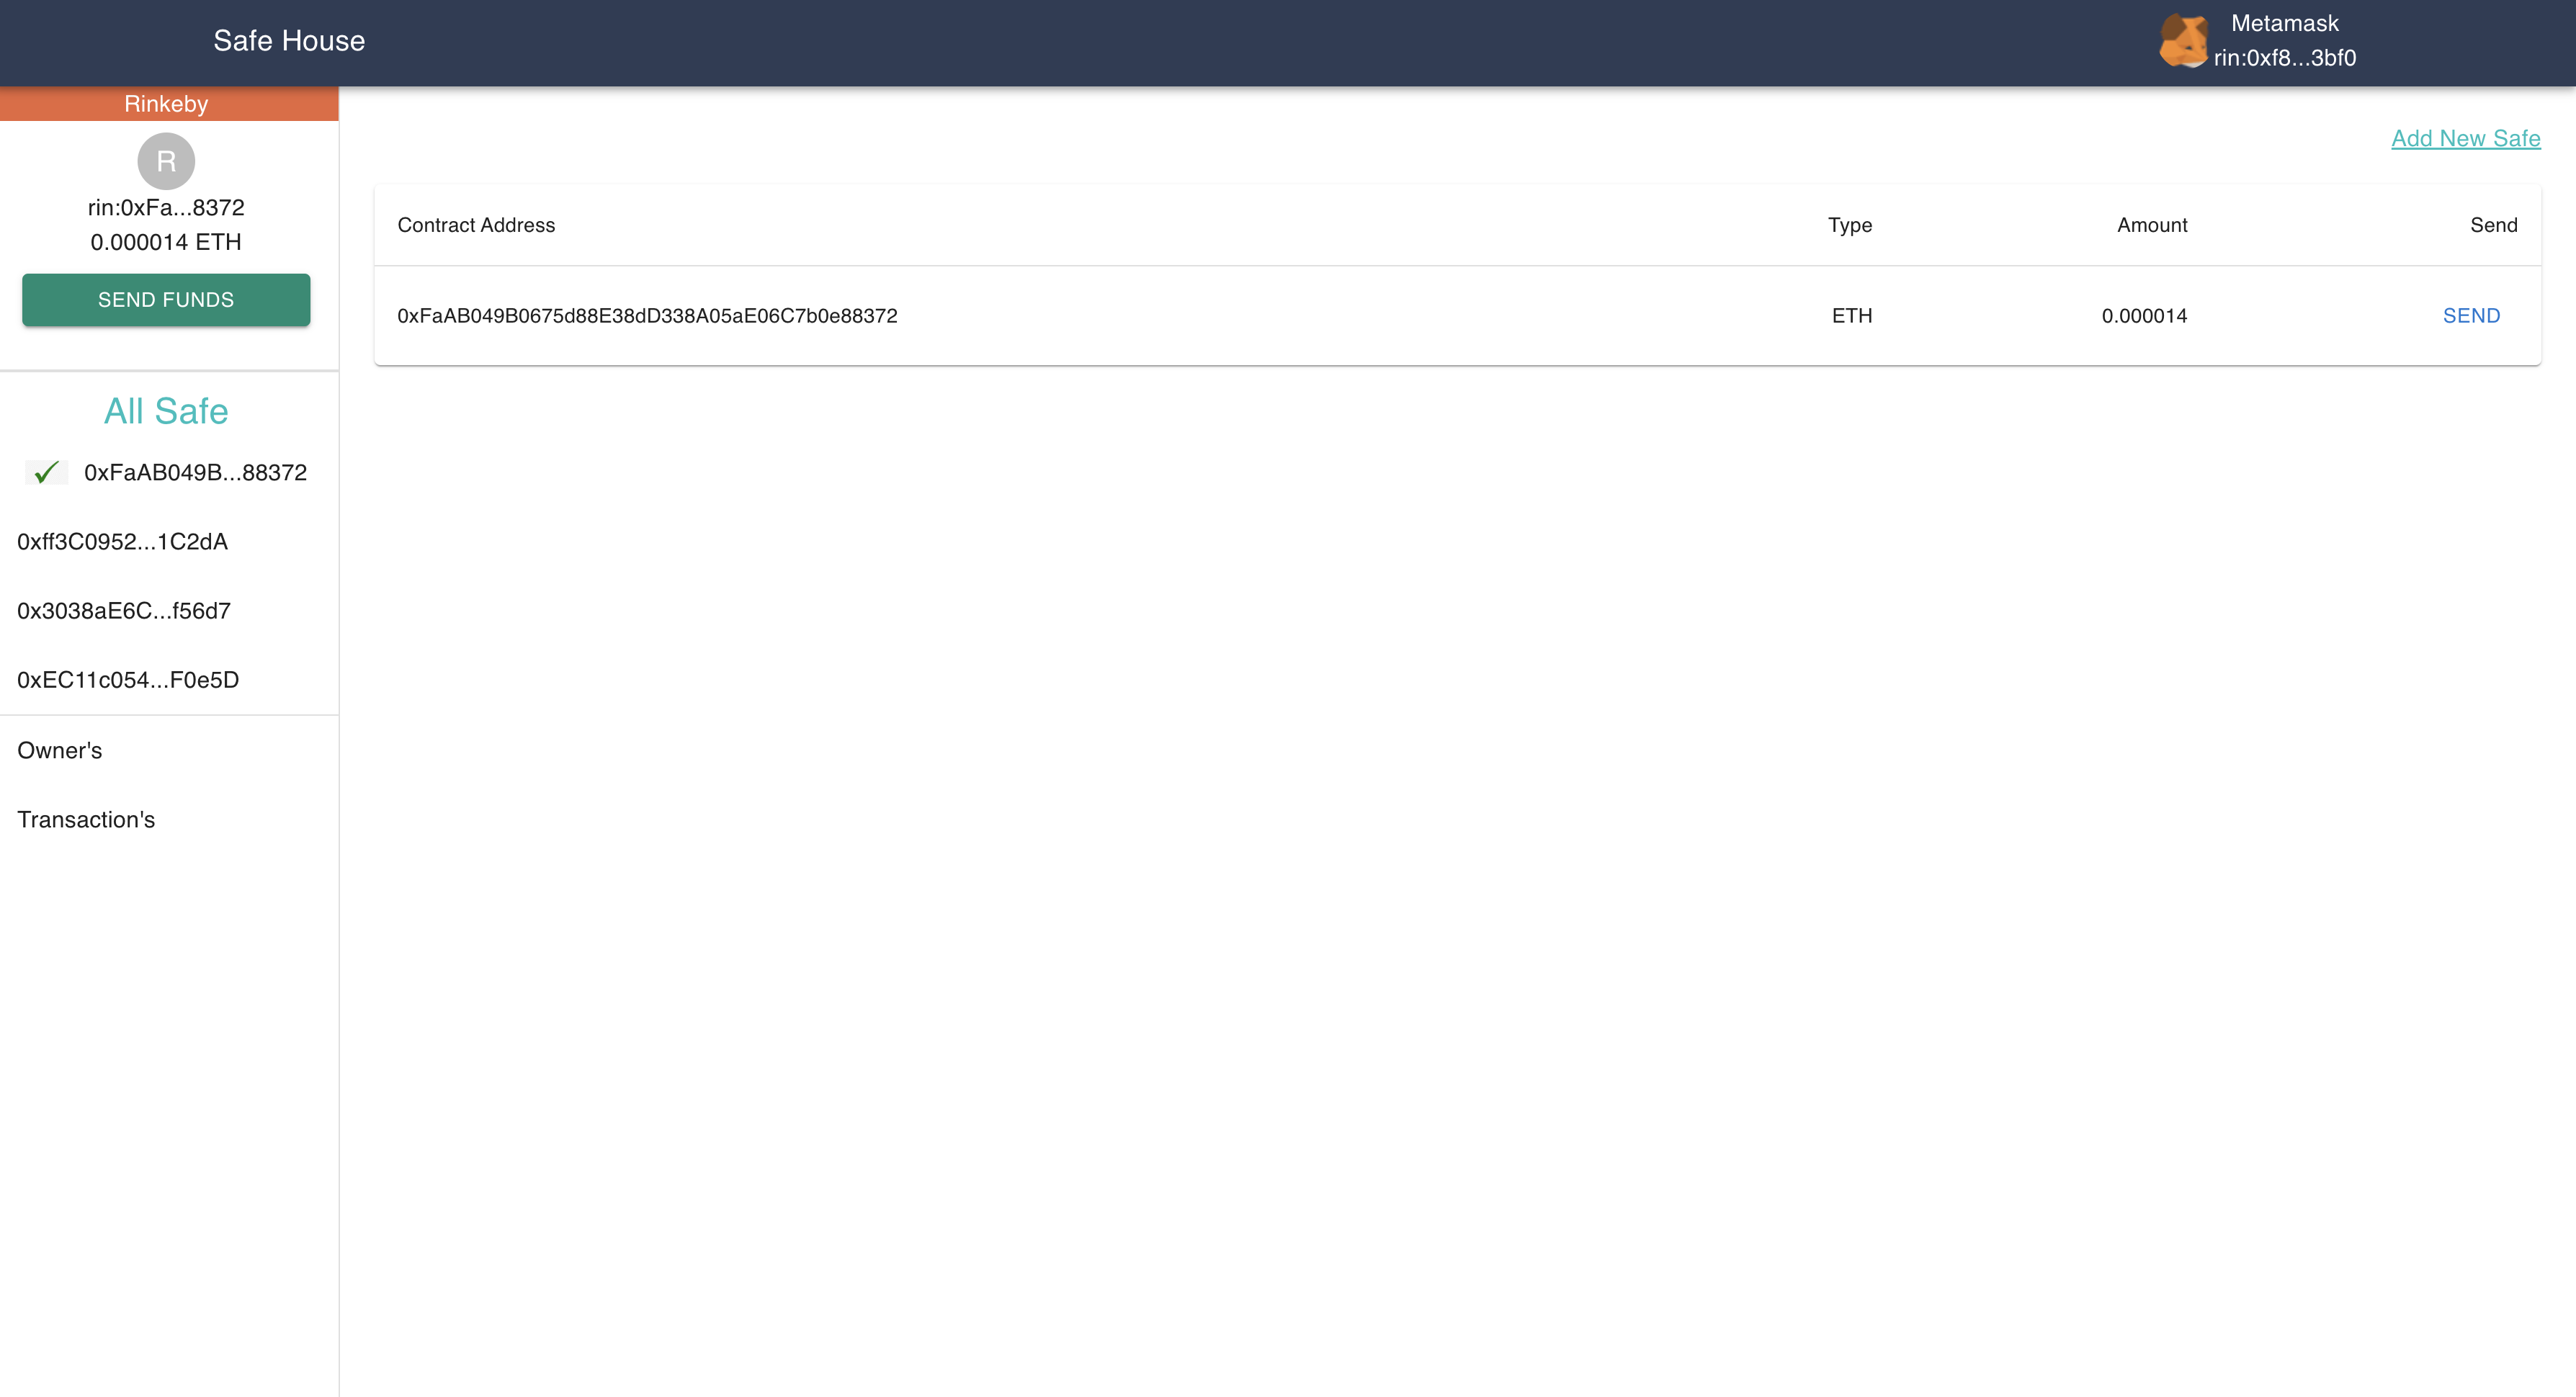 Safe House
Metamask
rin:0xf8...3bf0
Rinkeby
R
rin:0xFa...8372
0.000014 ETH
SEND FUNDS
All Safe
0xFaAB049B...88372
0xff3C0952...1C2dA
0x3038aE6C...f56d7
0xEC11c054...F0e5D
Owner's
Transaction's
Add New Safe
Contract Address Type Amount Send
0xFaAB049B0675d88E38dD338A05aE06C7b0e88372 ETH 0.000014 SEND